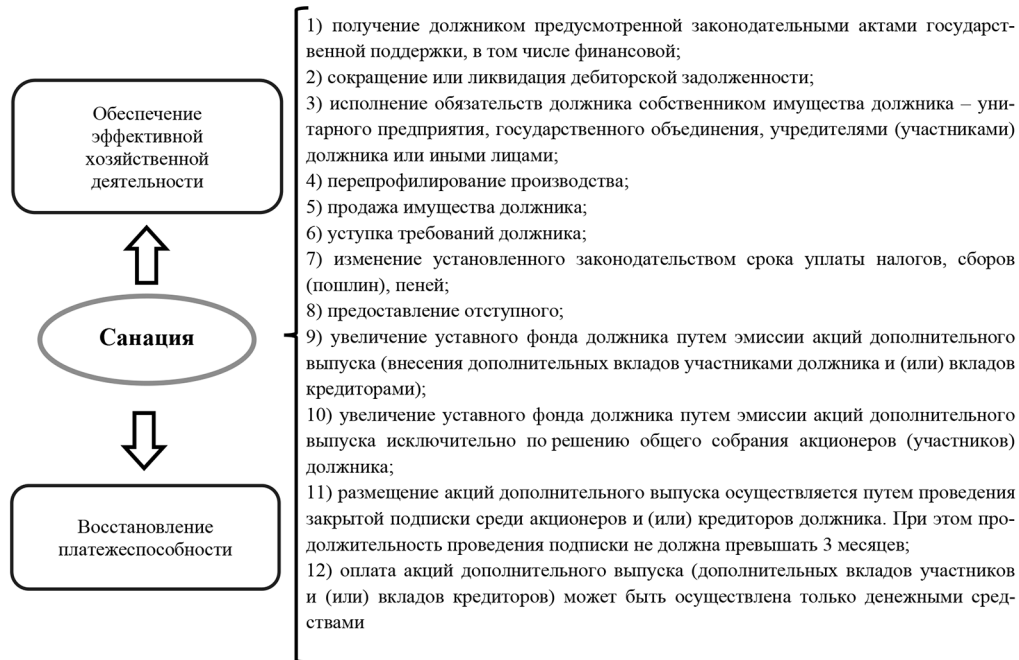 Обеспечение
эффективной
хозяйственной
деятельности
Санация
Восстановление
платежеспособности
1) получение должником предусмотренной законодательными актами государст-
венной поддержки, в том числе финансовой;
2) сокращение или ликвидация дебиторской задолженности;
3) исполнение обязательств должника собственником имущества должника – уни-
тарного предприятия, государственного объединения, учредителями (участниками)
должника или иными лицами;
4) перепрофилирование производства;
5) продажа имущества должника;
6) уступка требований должника;
7) изменение установленного законодательством срока уплаты налогов, сборов
(пошлин), пеней;
8) предоставление отступного;
9) увеличение уставного фонда должника путем эмиссии акций дополнительного
выпуска (внесения дополнительных вкладов участниками должника и (или) вкладов
кредиторами);
10) увеличение уставного фонда должника путем эмиссии акций дополнительного
выпуска исключительно по решению общего собрания акционеров (участников)
должника;
11) размещение акций дополнительного выпуска осуществляется путем проведения
закрытой подписки среди акционеров и (или) кредиторов должника. При этом про-
должительность проведения подписки не должна превышать 3 месяцев;
12) оплата акций дополнительного выпуска (дополнительных вкладов участников
и (или) вкладов кредиторов) может быть осуществлена только денежными сред-
ствами